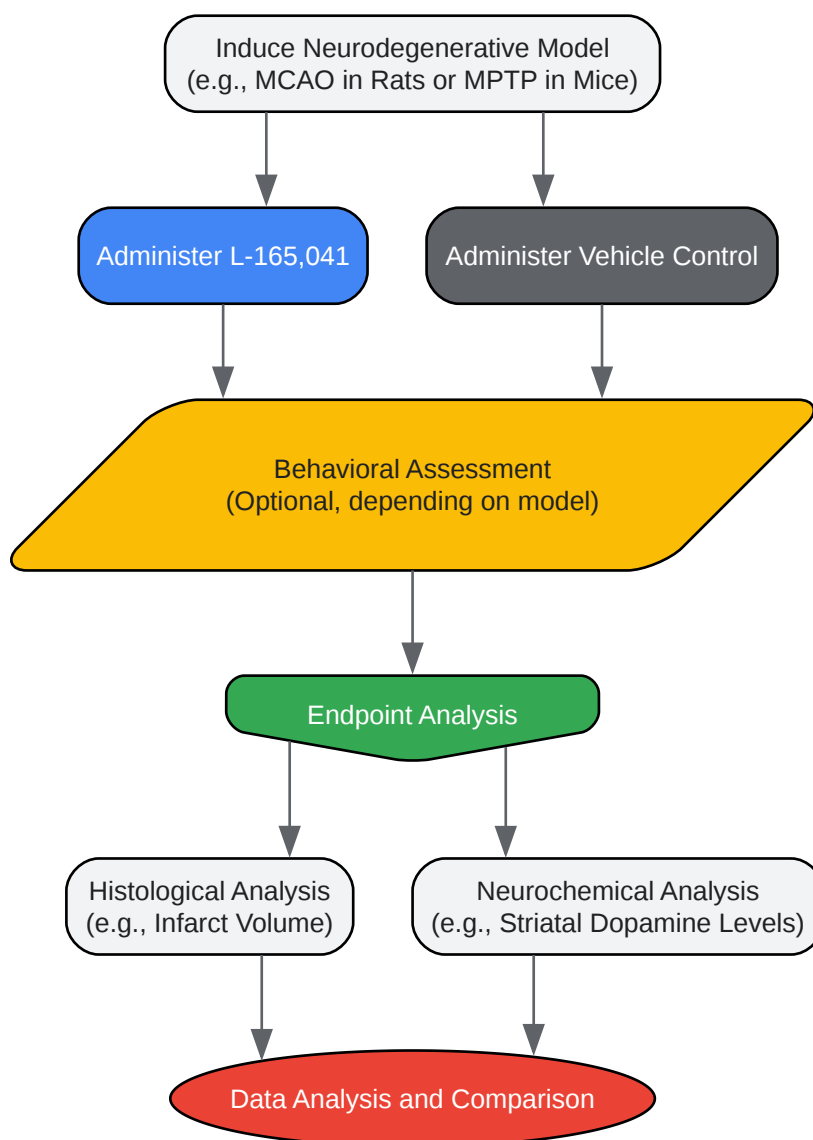 Induce Neurodegenerative Model
(e.g., MCAO in Rats or MPTP in Mice)
Administer L-165,041
Administer Vehicle Control
Behavioral Assessment
(Optional, depending on model)
Endpoint Analysis
Histological Analysis
(e.g., Infarct Volume)
Neurochemical Analysis
(e.g., Striatal Dopamine Levels)
Data Analysis and Comparison